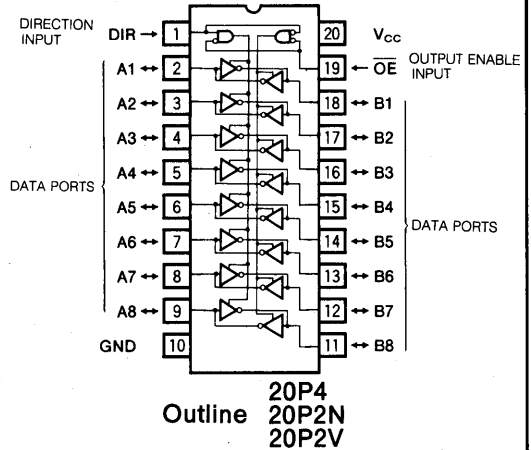 DIRECTION
INPUT
DIR → 1
20 VCC
A1 ↔ 2
19 ← OE
OUTPUT ENABLE
INPUT
A2 ↔ 3
18 ↔ B1
A3 ↔ 4
17 ↔ B2
A4 ↔ 5
16 ↔ B3
DATA PORTS
A5 ↔ 6
15 ↔ B4
A6 ↔ 7
14 ↔ B5
DATA PORTS
A7 ↔ 8
13 ↔ B6
A8 ↔ 9
12 ↔ B7
GND 10
11 ↔ B8
Outline
20P4
20P2N
20P2V